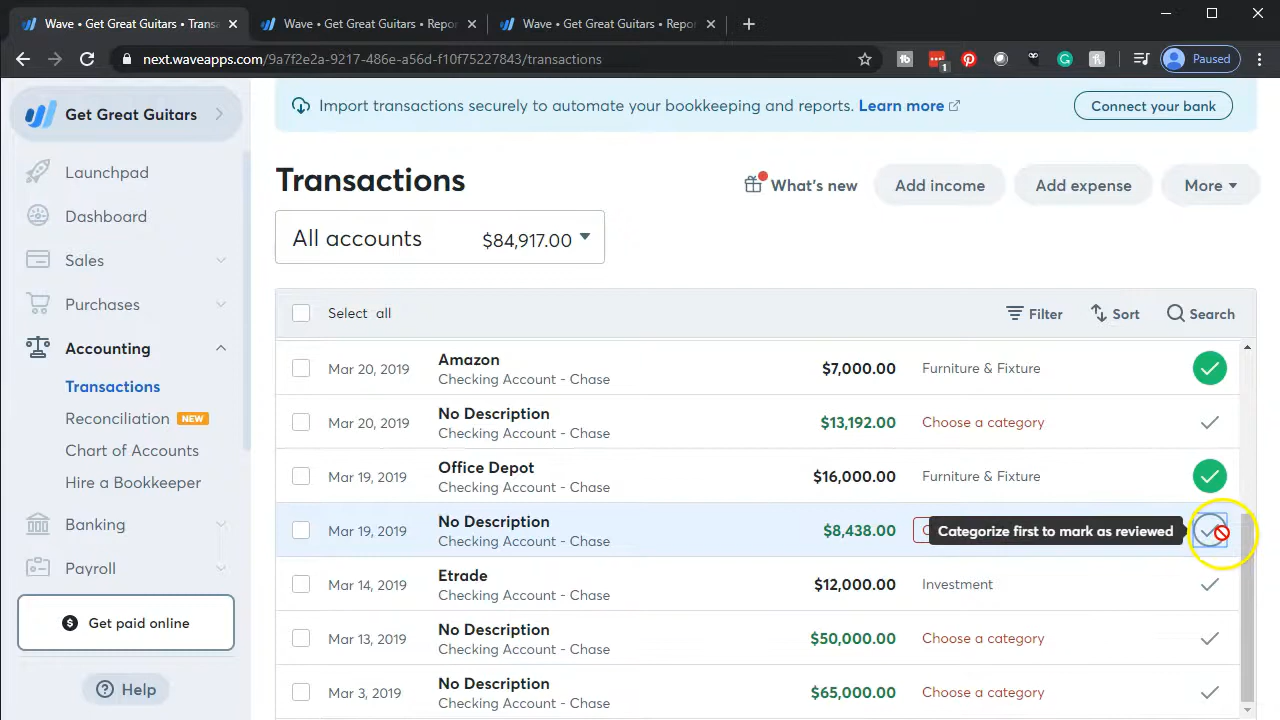 Wave • Get Great Guitars • Transa
Wave • Get Great Guitars • Repor
Wave • Get Great Guitars • Repor
next.waveapps.com/9a7f2e2a-9217-486e-a56d-f10f75227843/transactions
1
Paused
Get Great Guitars
Import transactions securely to automate your bookkeeping and reports. Learn more
Connect your bank
Launchpad
Dashboard
Sales
Purchases
Accounting
Transactions
Reconciliation NEW
Chart of Accounts
Hire a Bookkeeper
Banking
Payroll
$ Get paid online
? Help
Transactions
What's new
Add income
Add expense
More
All accounts $84,917.00
Select all
Filter
Sort
Search
Mar 20, 2019 Amazon $7,000.00 Furniture & Fixture
Checking Account - Chase
Mar 20, 2019 No Description $13,192.00 Choose a category
Checking Account - Chase
Mar 19, 2019 Office Depot $16,000.00 Furniture & Fixture
Checking Account - Chase
Mar 19, 2019 No Description $8,438.00 Categorize first to mark as reviewed
Checking Account - Chase
Mar 14, 2019 Etrade $12,000.00 Investment
Checking Account - Chase
Mar 13, 2019 No Description $50,000.00 Choose a category
Checking Account - Chase
Mar 3, 2019 No Description $65,000.00 Choose a category
Checking Account - Chase